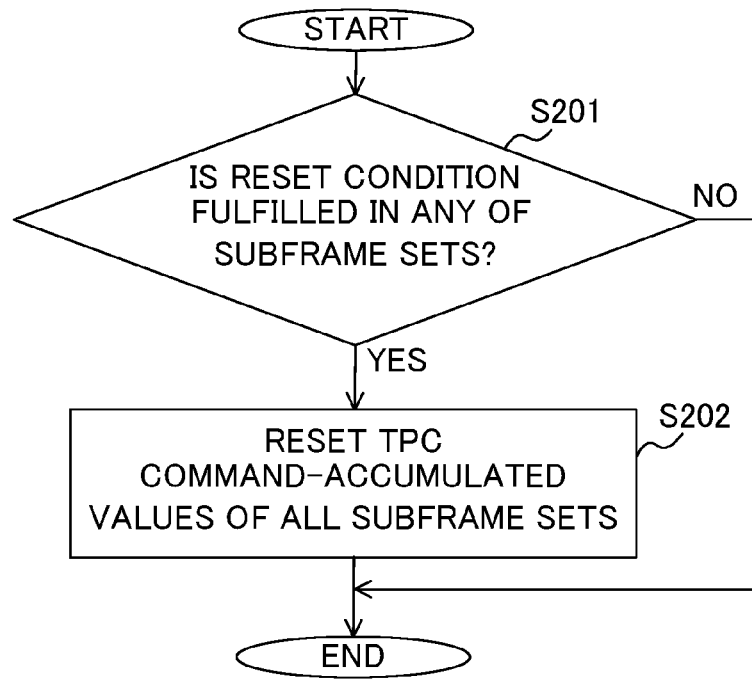 START
S201
IS RESET CONDITION
FULFILLED IN ANY OF
SUBFRAME SETS?
NO
YES
S202
RESET TPC
COMMAND-ACCUMULATED
VALUES OF ALL SUBFRAME SETS
END